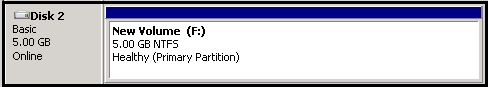 Disk 2
Basic
5.00 GB
Online
New Volume (F:)
5.00 GB NTFS
Healthy (Primary Partition)